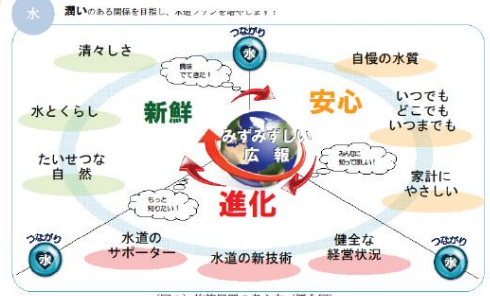 水
潤いのある関係を目指し、水道ファンを増やします！
つながり
水
清々しさ
興味
でてきた！
自慢の水質
新鮮
安心
水とくらし
いつでも
どこでも
いつまでも
みずみずしい
広報
みんなに
知って欲しい！
たいせつな
自然
家計に
やさしい
もっと
知りたい！
進化
つながり
水
水道の
サポーター
水道の新技術
健全な
経営状況
つながり
水